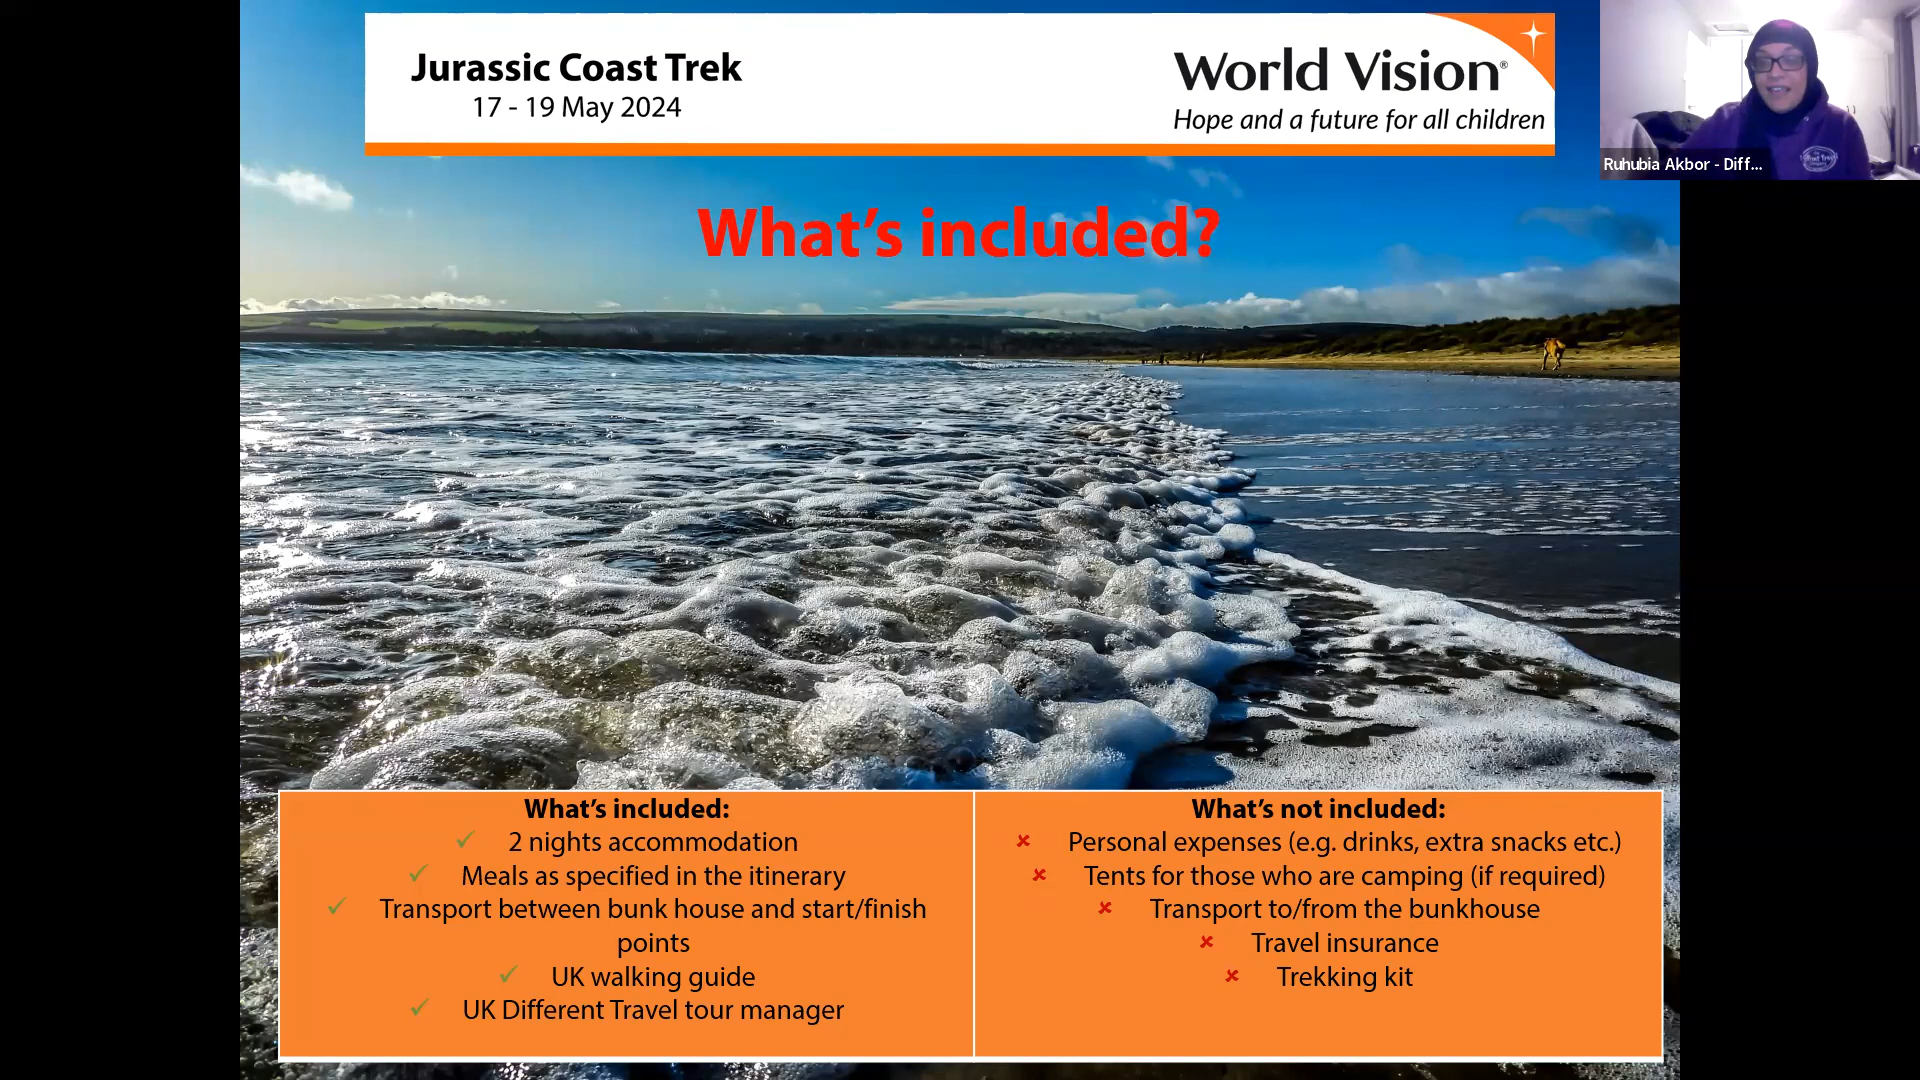 Jurassic Coast Trek
17 - 19 May 2024
World Vision®
Hope and a future for all children
Ruhubia Akbor - Diff...
What's included?
What's included:
✓ 2 nights accommodation
✓ Meals as specified in the itinerary
✓ Transport between bunk house and start/finish
points
✓ UK walking guide
✓ UK Different Travel tour manager
What's not included:
✘ Personal expenses (e.g. drinks, extra snacks etc.)
✘ Tents for those who are camping (if required)
✘ Transport to/from the bunkhouse
✘ Travel insurance
✘ Trekking kit